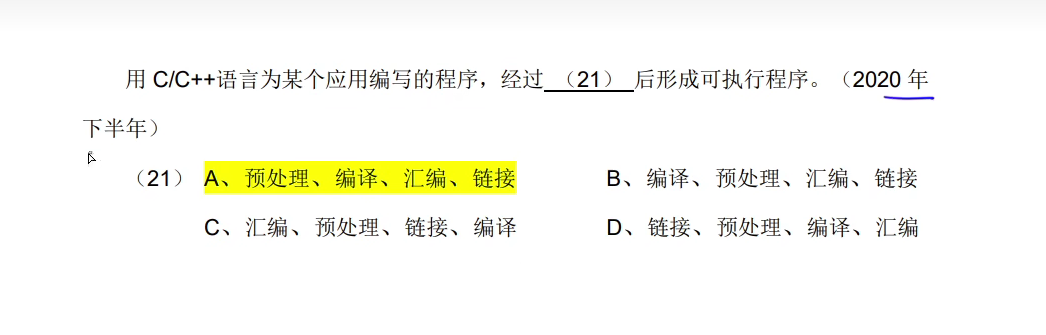 用 C/C++语言为某个应用编写的程序，经过 （21） 后形成可执行程序。（2020 年
下半年）
（21） A、预处理、编译、汇编、链接 B、编译、预处理、汇编、链接
C、汇编、预处理、链接、编译 D、链接、预处理、编译、汇编